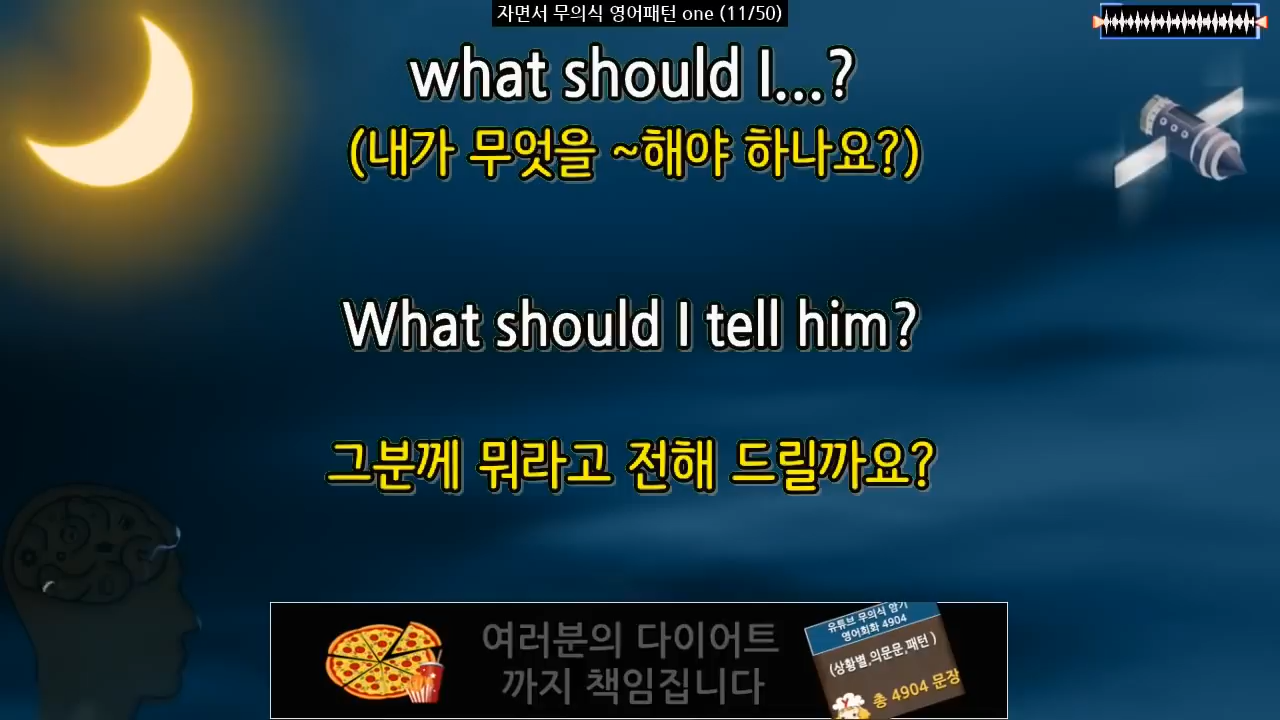 자면서 무의식 영어패턴 one (11/50)
what should I...?
(내가 무엇을 ~해야 하나요?)
What should I tell him?
그분께 뭐라고 전해 드릴까요?
여러분의 다이어트
까지 책임집니다
유튜브 무의식 암기
영어회화 4904
(상황별,의문문,패턴 )
총 4904 문장